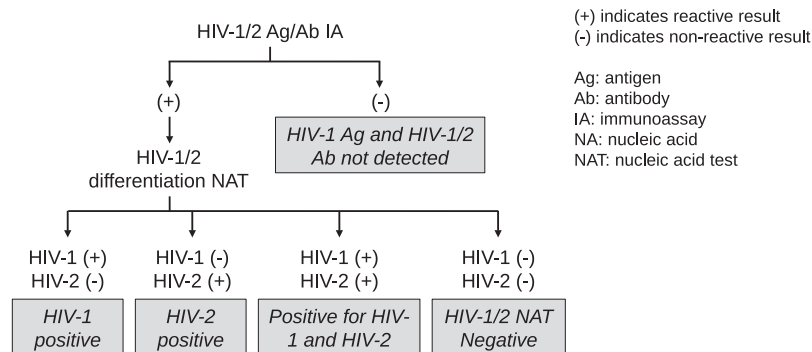 HIV-1/2 Ag/Ab IA
(+) indicates reactive result
(-) indicates non-reactive result
Ag: antigen
Ab: antibody
IA: immunoassay
NA: nucleic acid
NAT: nucleic acid test
(+)
(-)
HIV-1 Ag and HIV-1/2
Ab not detected
HIV-1/2
differentiation NAT
HIV-1 (+)
HIV-2 (-)
HIV-1
positive
HIV-1 (-)
HIV-2 (+)
HIV-2
positive
HIV-1 (+)
HIV-2 (+)
Positive for HIV-
1 and HIV-2
HIV-1 (-)
HIV-2 (-)
HIV-1/2 NAT
Negative